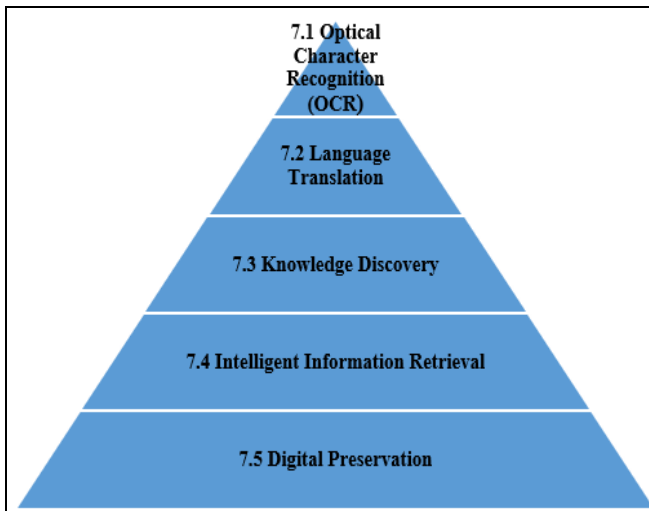 7.1 Optical
Character
Recognition
(OCR)
7.2 Language
Translation
7.3 Knowledge Discovery
7.4 Intelligent Information Retrieval
7.5 Digital Preservation